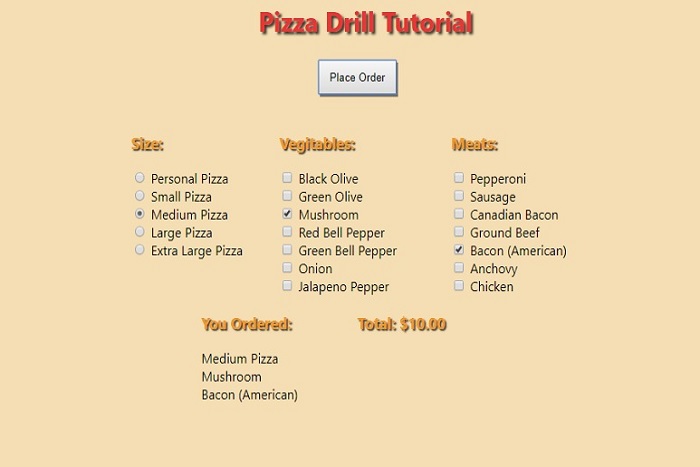 Pizza Drill Tutorial
Place Order
Size:
Personal Pizza
Small Pizza
Medium Pizza
Large Pizza
Extra Large Pizza
Vegitables:
Black Olive
Green Olive
Mushroom
Red Bell Pepper
Green Bell Pepper
Onion
Jalapeno Pepper
Meats:
Pepperoni
Sausage
Canadian Bacon
Ground Beef
Bacon (American)
Anchovy
Chicken
You Ordered:
Medium Pizza
Mushroom
Bacon (American)
Total: $10.00